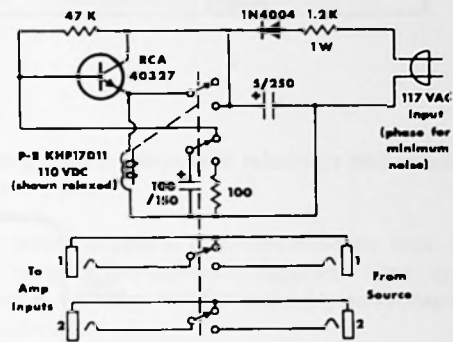 47 K
1N4004
1.2K
1W
RCA
40327
5/250
+
117 VAC
Input
(phase for
minimum
noise)
P-B KHP17D11
110 VDC
(shown relaxed)
+
100
/150
100
1
1
To
Amp
Inputs
From
Source
2
2